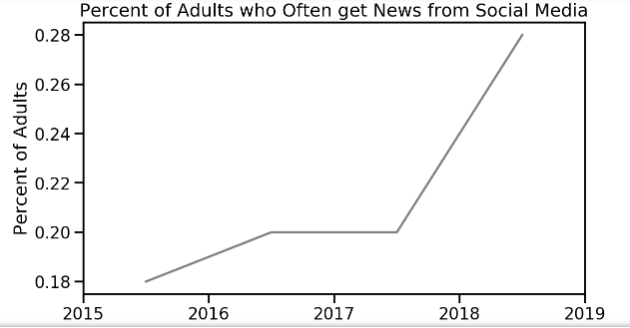 Percent of Adults who Often get News from Social Media
Percent of Adults
0.28
0.26
0.24
0.22
0.20
0.18
2015 2016 2017 2018 2019